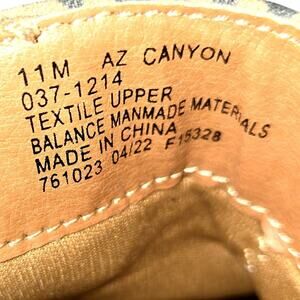 11M AZ CANYON
037-1214
TEXTILE UPPER
BALANCE MANMADE MATERIALS
MADE IN CHINA
761023 04/22 F15328